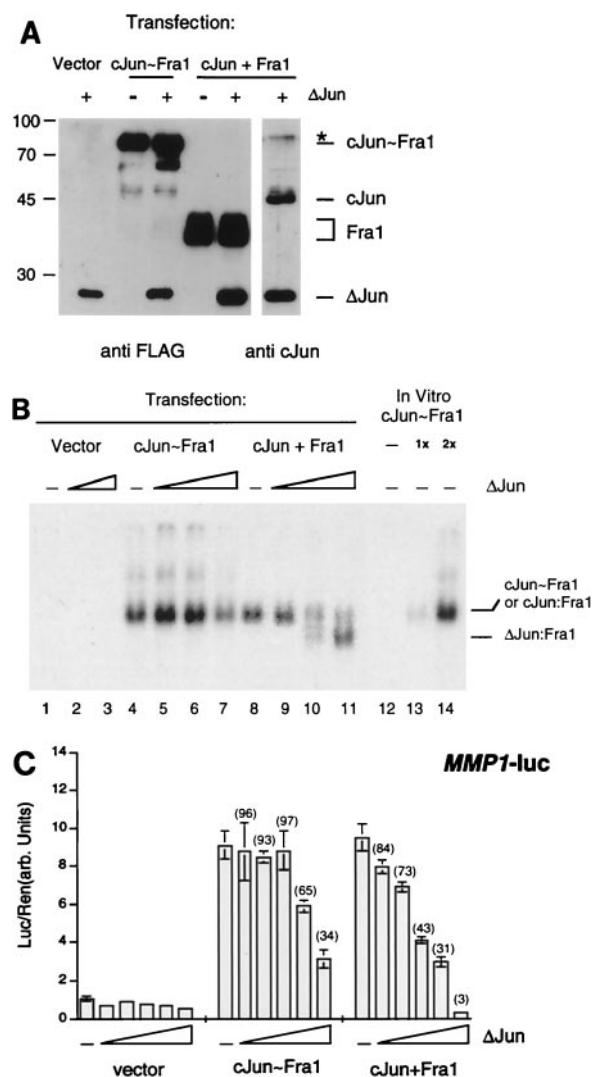 A
Transfection:
Vector cJun~Fra1 cJun + Fra1
+ - + - + + ΔJun
100
70
45
30
* cJun~Fra1
cJun
Fra1
ΔJun
anti FLAG anti cJun
B
Transfection:
In Vitro
cJun~Fra1
Vector cJun~Fra1 cJun + Fra1 – 1x 2x
– – – – – – ΔJun
cJun~Fra1
or cJun:Fra1
ΔJun:Fra1
1 2 3 4 5 6 7 8 9 10 11 12 13 14
C
MMP1-luc
Luc/Ren(arb. Units)
14
12
10
8
6
4
2
0
(96) (93) (97) (65) (34)
(84) (73) (43) (31) (3)
– – – ΔJun
vector cJun~Fra1 cJun+Fra1